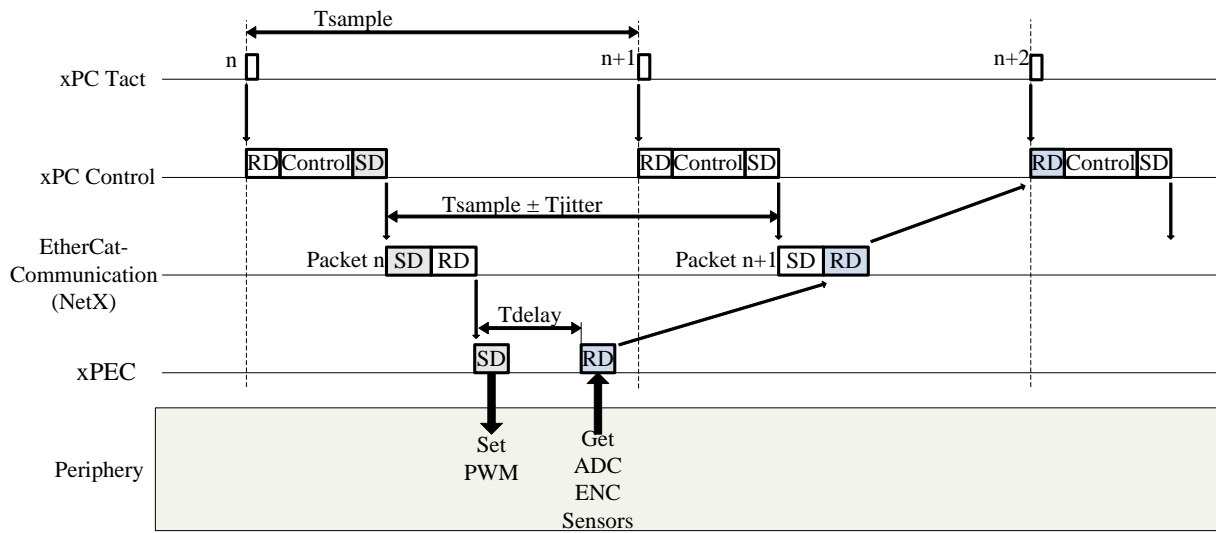 Tsample
n
n+1
n+2
xPC Tact
RD Control SD
RD Control SD
RD Control SD
xPC Control
Tsample ± Tjitter
EtherCat-
Communication
(NetX)
Packet n
SD RD
Packet n+1
SD RD
Tdelay
xPEC
SD
RD
Periphery
Set
PWM
Get
ADC
ENC
Sensors